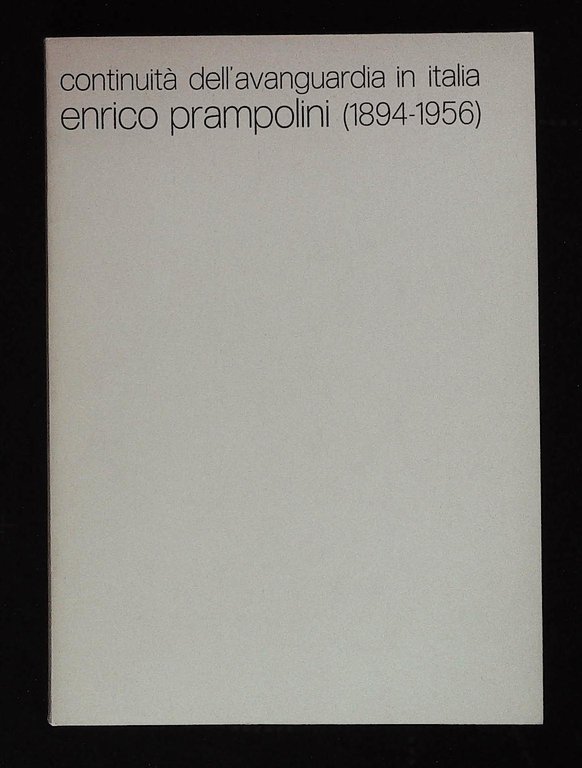 continuità dell'avanguardia in italia
enrico prampolini (1894-1956)